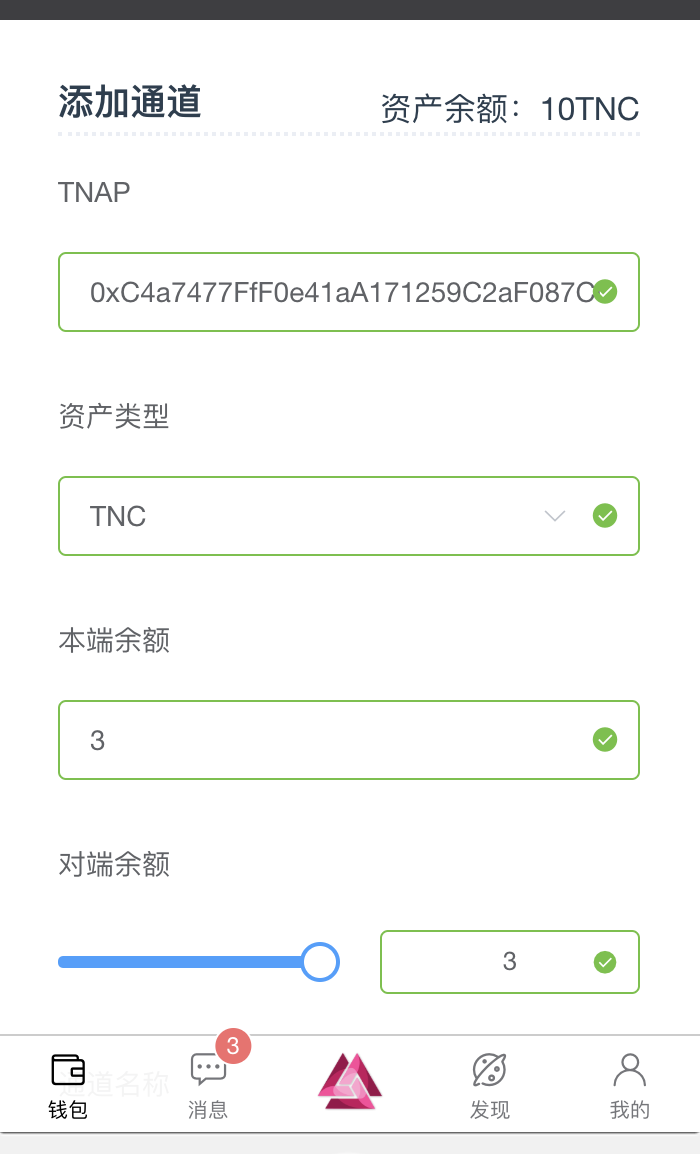 添加通道
资产余额：10TNC
TNAP
0xC4a7477FfF0e41aA171259C2aF087C
资产类型
TNC
本端余额
3
对端余额
3
通道名称
3
钱包
消息
发现
我的